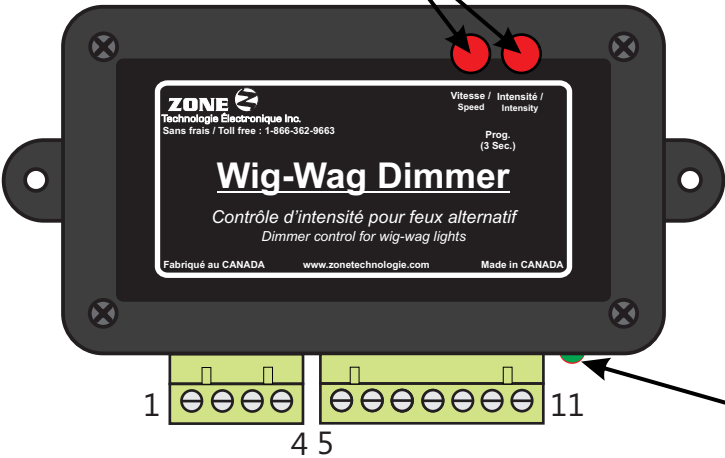 ZONE
Technologie Électronique Inc.
Sans frais / Toll free : 1-866-362-9663
Vitesse / Intensité /
Speed Intensity
Prog.
(3 Sec.)
Wig-Wag Dimmer
Contrôle d'intensité pour feux alternatif
Dimmer control for wig-wag lights
Fabriqué au CANADA www.zonetechnologie.com Made in CANADA
1 11
4 5